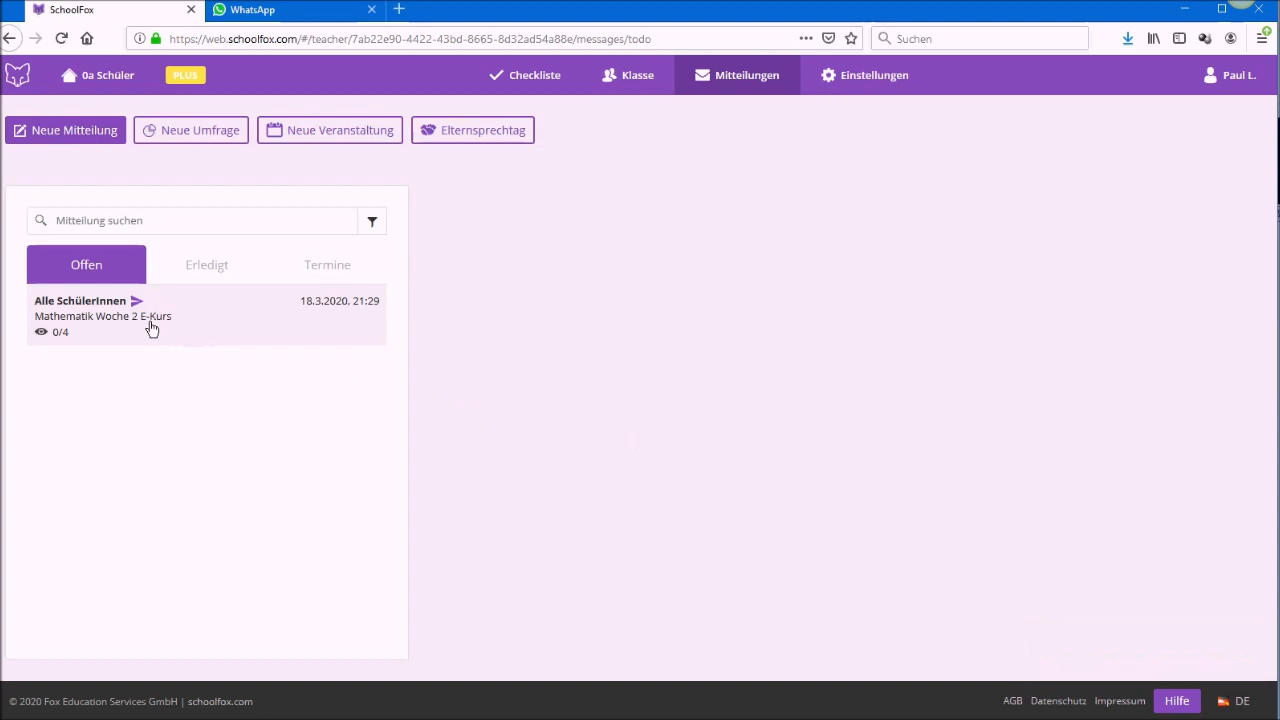 SchoolFox
WhatsApp
https://web.schoolfox.com/#/teacher/7ab22e90-4422-43bd-8665-8d32ad54a88e/messages/todo
Suchen
0a Schüler
PLUS
Checkliste
Klasse
Mitteilungen
Einstellungen
Paul L.
Neue Mitteilung
Neue Umfrage
Neue Veranstaltung
Elternsprechtag
Mitteilung suchen
Offen
Erledigt
Termine
Alle SchülerInnen
18.3.2020, 21:29
Mathematik Woche 2 E-Kurs
0/4
© 2020 Fox Education Services GmbH | schoolfox.com
AGB
Datenschutz
Impressum
Hilfe
DE